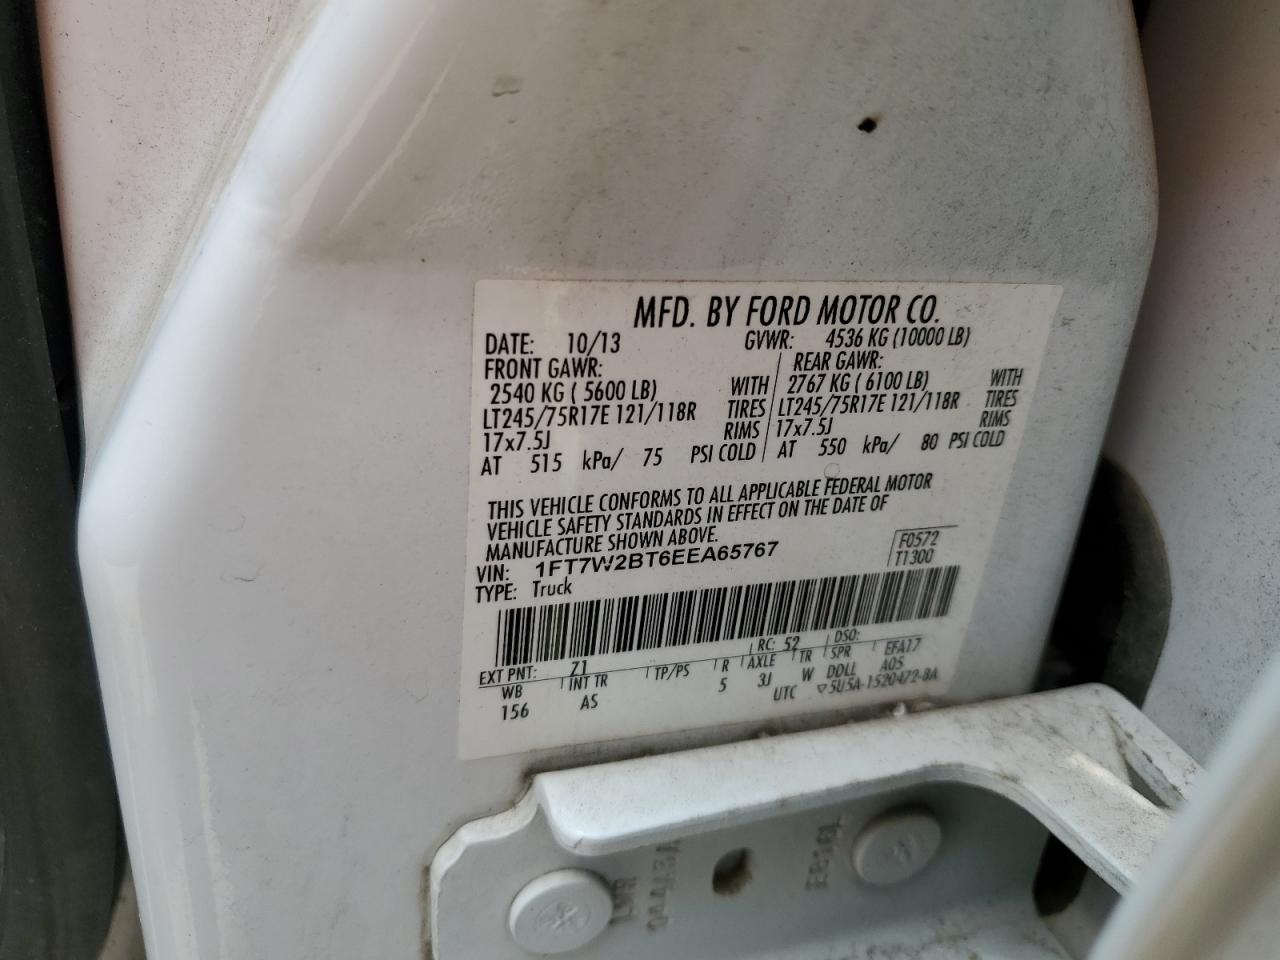 MFD. BY FORD MOTOR CO.
DATE: 10/13 GVWR: 4536 KG (10000 LB)
FRONT GAWR: REAR GAWR:
2540 KG ( 5600 LB) WITH 2767 KG ( 6100 LB) WITH
LT245/75R17E 121/118R TIRES LT245/75R17E 121/118R TIRES
17x7.5J RIMS 17x7.5J RIMS
AT 515 kPa/ 75 PSI COLD AT 550 kPa/ 80 PSI COLD
THIS VEHICLE CONFORMS TO ALL APPLICABLE FEDERAL MOTOR
VEHICLE SAFETY STANDARDS IN EFFECT ON THE DATE OF
MANUFACTURE SHOWN ABOVE.
VIN: 1FT7W2BT6EEA65767 F0572
TYPE: Truck T1300
EXT PNT: Z1 RC: 52 DSO:
WB INT TR TP/PS R AXLE TR SPR EFA17
156 AS 5 3J W DDLL A05
UTC ▽5U5A-1520472-BA